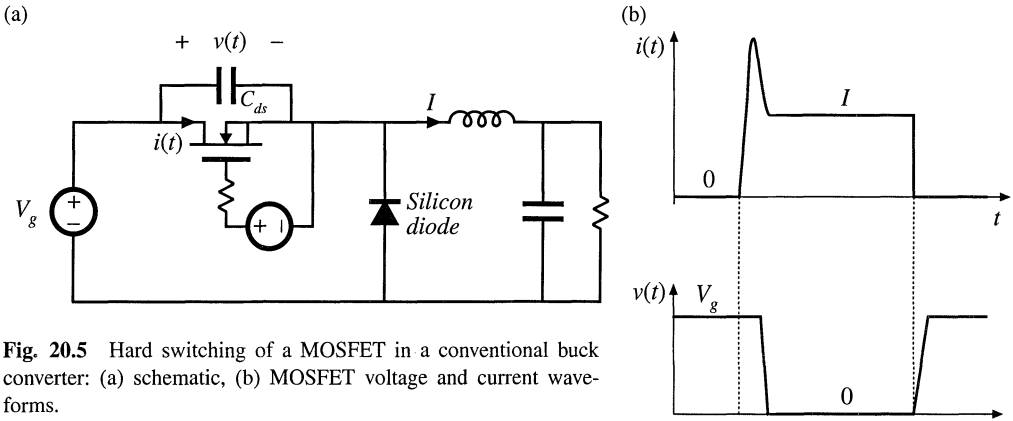 (a)
+ v(t) −
C_ds
i(t)
I
V_g
+
−
+ −
Silicon
diode
Fig. 20.5 Hard switching of a MOSFET in a conventional buck
converter: (a) schematic, (b) MOSFET voltage and current wave-
forms.
(b)
i(t)
I
0
t
v(t)
V_g
0